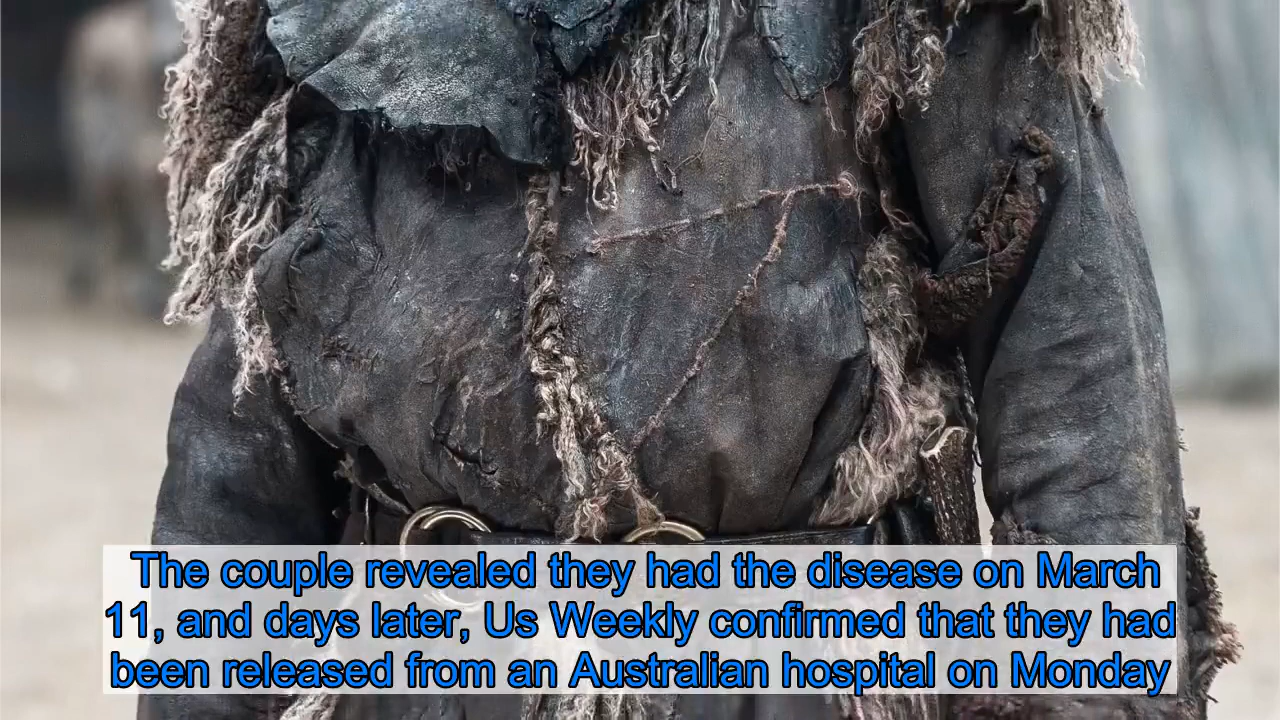 The couple revealed they had the disease on March
11, and days later, Us Weekly confirmed that they had
been released from an Australian hospital on Monday